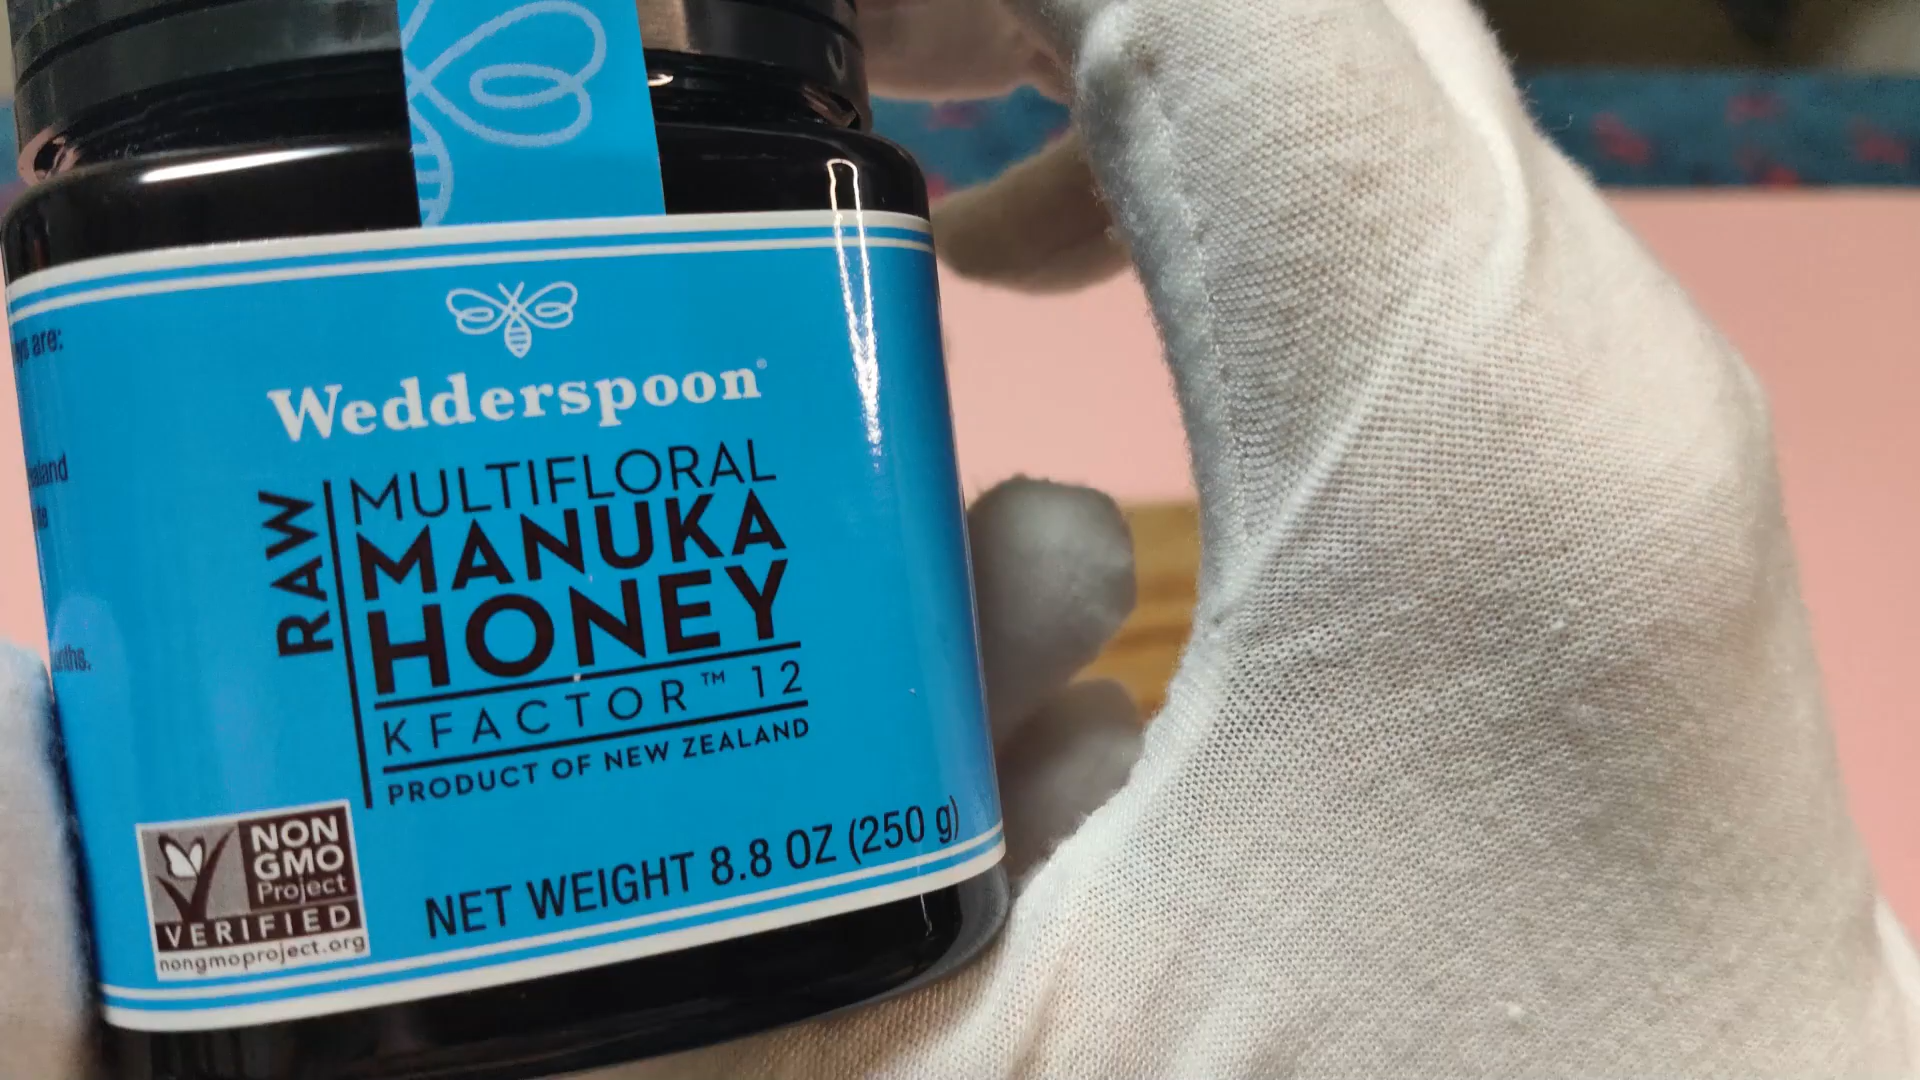 are:
Wedderspoon®
RAW
MULTIFLORAL
MANUKA
HONEY
KFACTOR™ 12
PRODUCT OF NEW ZEALAND
NON
GMO
Project
VERIFIED
nongmoproject.org
NET WEIGHT 8.8 OZ (250 g)